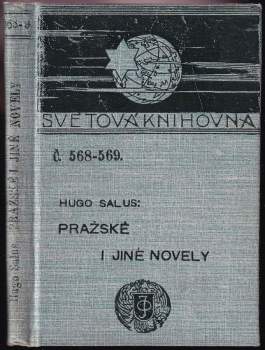 SVĚTOVÁ KNIHOVNA
Č. 568-569.
HUGO SALUS:
PRAŽSKÉ
I JINÉ NOVELY
Hugo Salus: PRAŽSKÉ I JINÉ NOVELY